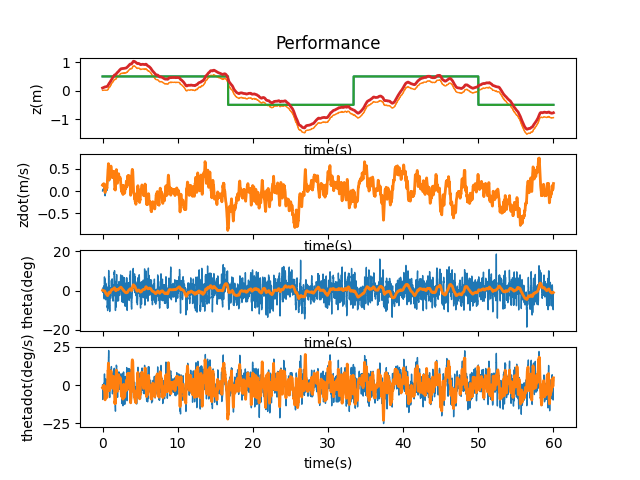 Performance
1
0
−1
z(m)
time(s)
0.5
0.0
−0.5
zdot(m/s)
time(s)
20
0
−20
theta(deg)
time(s)
25
0
−25
thetadot(deg/s)
0 10 20 30 40 50 60
time(s)